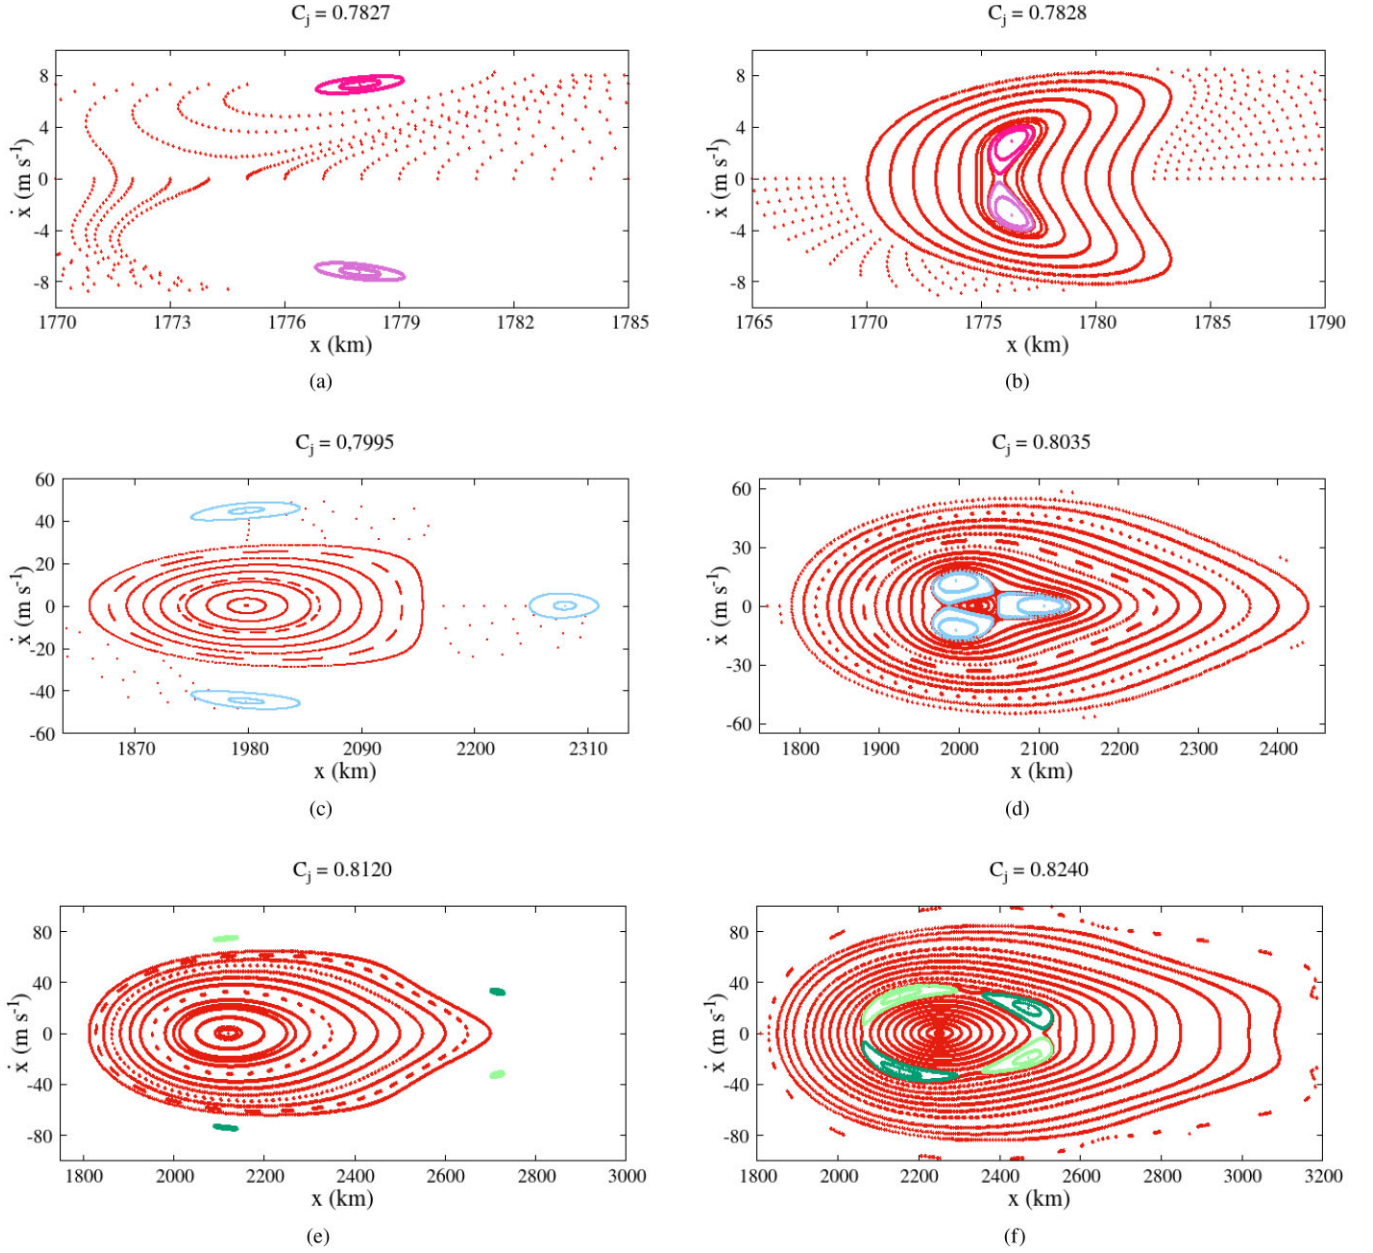 C_j = 0.7827
8
4
0
-4
-8
ẋ (m s^-1)
1770 1773 1776 1779 1782 1785
x (km)
(a)
C_j = 0.7828
8
4
0
-4
-8
ẋ (m s^-1)
1765 1770 1775 1780 1785 1790
x (km)
(b)
C_j = 0,7995
60
40
20
0
-20
-40
-60
ẋ (m s^-1)
1870 1980 2090 2200 2310
x (km)
(c)
C_j = 0.8035
60
30
0
-30
-60
ẋ (m s^-1)
1800 1900 2000 2100 2200 2300 2400
x (km)
(d)
C_j = 0.8120
80
40
0
-40
-80
ẋ (m s^-1)
1800 2000 2200 2400 2600 2800 3000
x (km)
(e)
C_j = 0.8240
80
40
0
-40
-80
ẋ (m s^-1)
1800 2000 2200 2400 2600 2800 3000 3200
x (km)
(f)